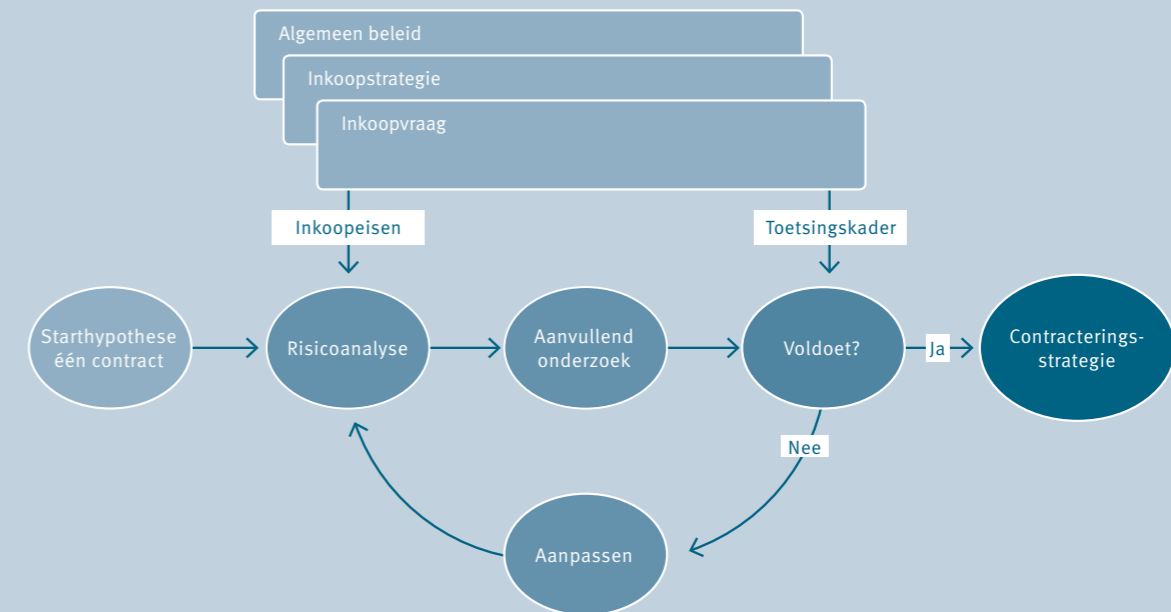 Algemeen beleid
Inkoopstrategie
Inkoopvraag
Inkoopeisen
Toetsingskader
Starthypothese
één contract
Risicoanalyse
Aanvullend
onderzoek
Voldoet?
Ja
Contracterings-
strategie
Nee
Aanpassen